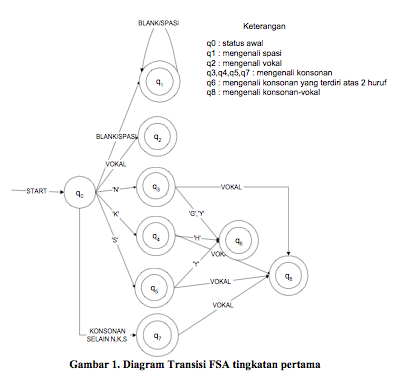 BLANK/SPASI
Keterangan
q0 : status awal
q1 : mengenali spasi
q2 : mengenali vokal
q3,q4,q5,q7 : mengenali konsonan
q6 : mengenali konsonan yang terdiri atas 2 huruf
q8 : mengenali konsonan-vokal
q1
BLANK/SPASI
q2
VOKAL
START
q0
'N'
q3
VOKAL
'K'
'G','Y'
q4
'H'
q6
'S'
VOKAL
'Y'
q5
VOKAL
q8
VOKAL
KONSONAN
SELAIN N,K,S
q7
Gambar 1. Diagram Transisi FSA tingkatan pertama